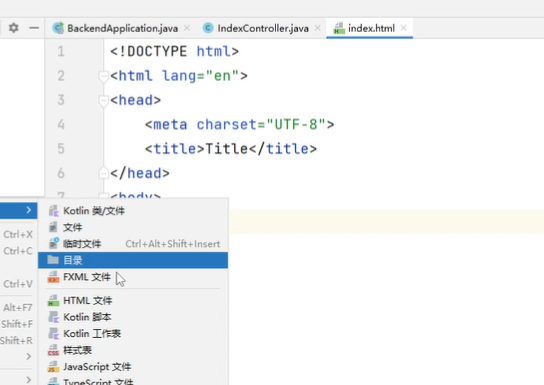 BackendApplication.java
IndexController.java
index.html
1 <!DOCTYPE html>
2 <html lang="en">
3 <head>
4 <meta charset="UTF-8">
5 <title>Title</title>
6 </head>
7 <body>
Kotlin 类/文件
文件
临时文件 Ctrl+Alt+Shift+Insert
目录
FXML 文件
HTML 文件
Kotlin 脚本
Kotlin 工作表
样式表
JavaScript 文件
TypeScript 文件
Ctrl+X
Ctrl+C
Ctrl+V
Alt+F7
Shift+F
Shift+R